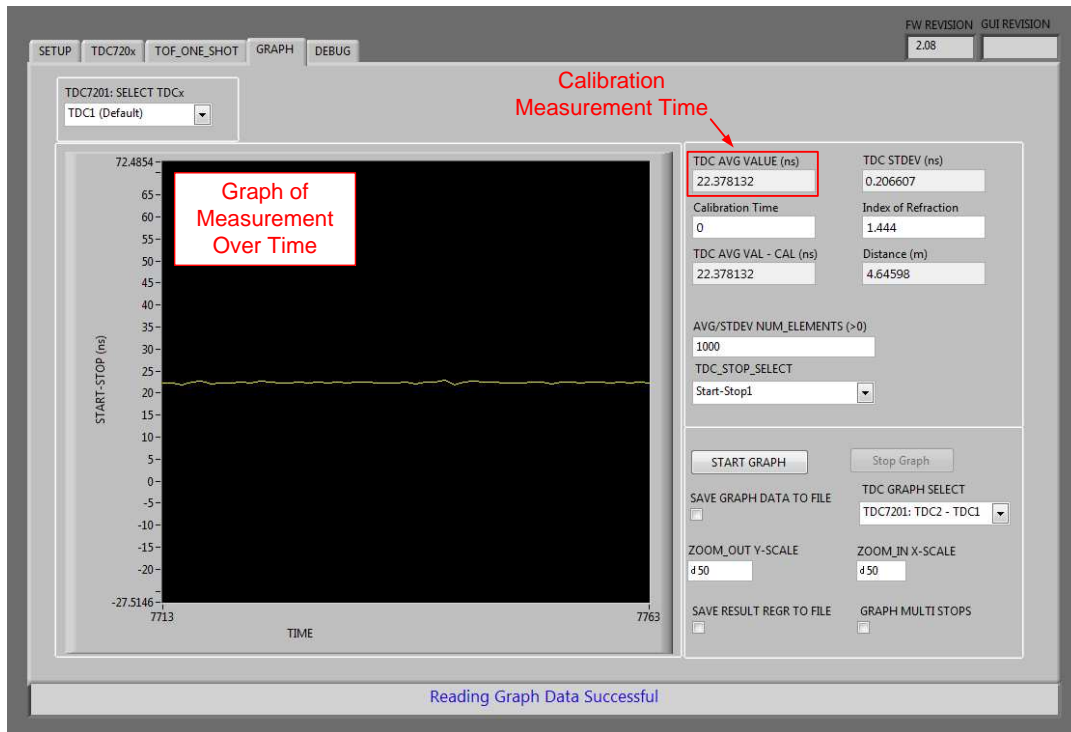 FW REVISION GUI REVISION
2.08
SETUP TDC720x TOF_ONE_SHOT GRAPH DEBUG
TDC7201: SELECT TDCx
TDC1 (Default)
Calibration
Measurement Time
72.4854
65
60
55
50
45
40
35
30
25
20
15
10
5
0
-5
-10
-15
-20
-27.5146
START-STOP (ns)
Graph of
Measurement
Over Time
7713 7763
TIME
TDC AVG VALUE (ns) TDC STDEV (ns)
22.378132 0.206607
Calibration Time Index of Refraction
0 1.444
TDC AVG VAL - CAL (ns) Distance (m)
22.378132 4.64598
AVG/STDEV NUM_ELEMENTS (>0)
1000
TDC_STOP_SELECT
Start-Stop1
START GRAPH Stop Graph
SAVE GRAPH DATA TO FILE TDC GRAPH SELECT
TDC7201: TDC2 - TDC1
ZOOM_OUT Y-SCALE ZOOM_IN X-SCALE
d 50 d 50
SAVE RESULT REGR TO FILE GRAPH MULTI STOPS
Reading Graph Data Successful